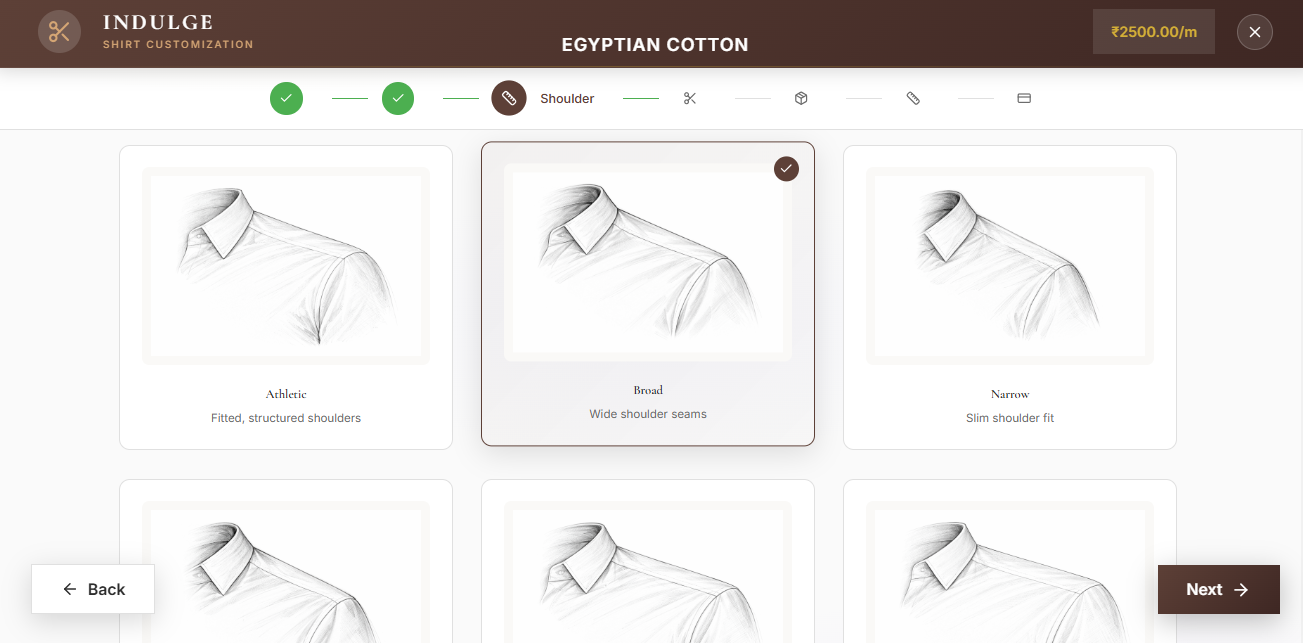 INDULGE
SHIRT CUSTOMIZATION
EGYPTIAN COTTON
₹2500.00/m
Shoulder
Athletic
Fitted, structured shoulders
Broad
Wide shoulder seams
Narrow
Slim shoulder fit
Back
Next